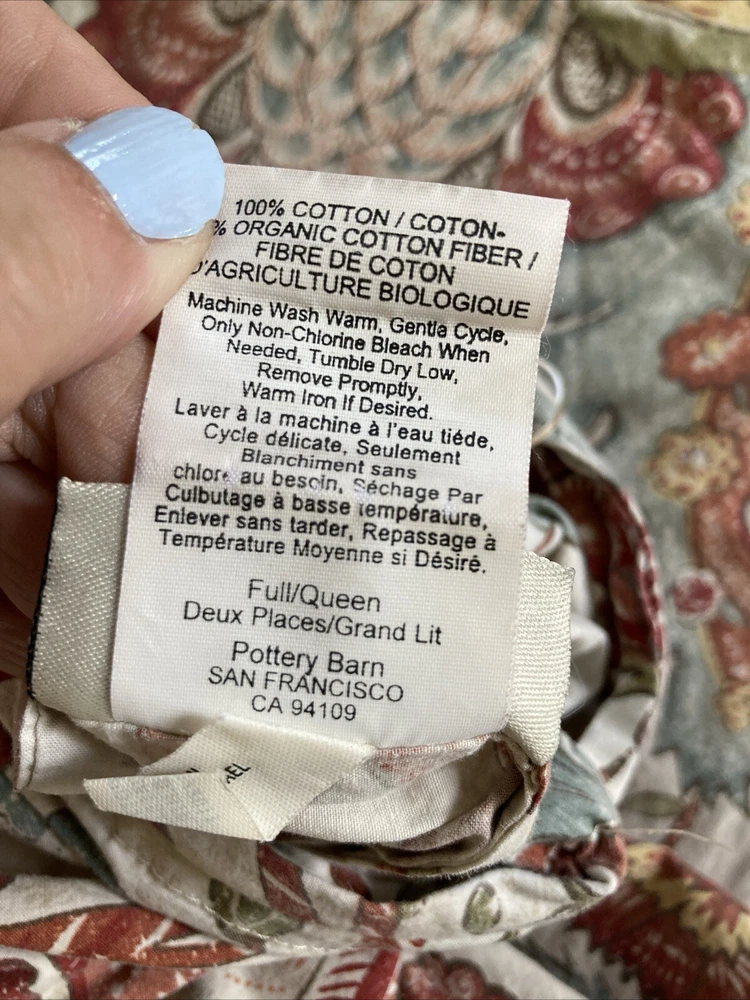 100% COTTON / COTON-
% ORGANIC COTTON FIBER /
FIBRE DE COTON
D'AGRICULTURE BIOLOGIQUE
Machine Wash Warm, Gentle Cycle,
Only Non-Chlorine Bleach When
Needed, Tumble Dry Low,
Remove Promptly,
Warm Iron If Desired.
Laver à la machine à l'eau tiéde,
Cycle délicate, Seulement
Blanchiment sans
chlore au besoin, Séchage Par
Culbutage à basse température,
Enlever sans tarder, Repassage à
Température Moyenne si Désiré.
Full/Queen
Deux Places/Grand Lit
Pottery Barn
SAN FRANCISCO
CA 94109